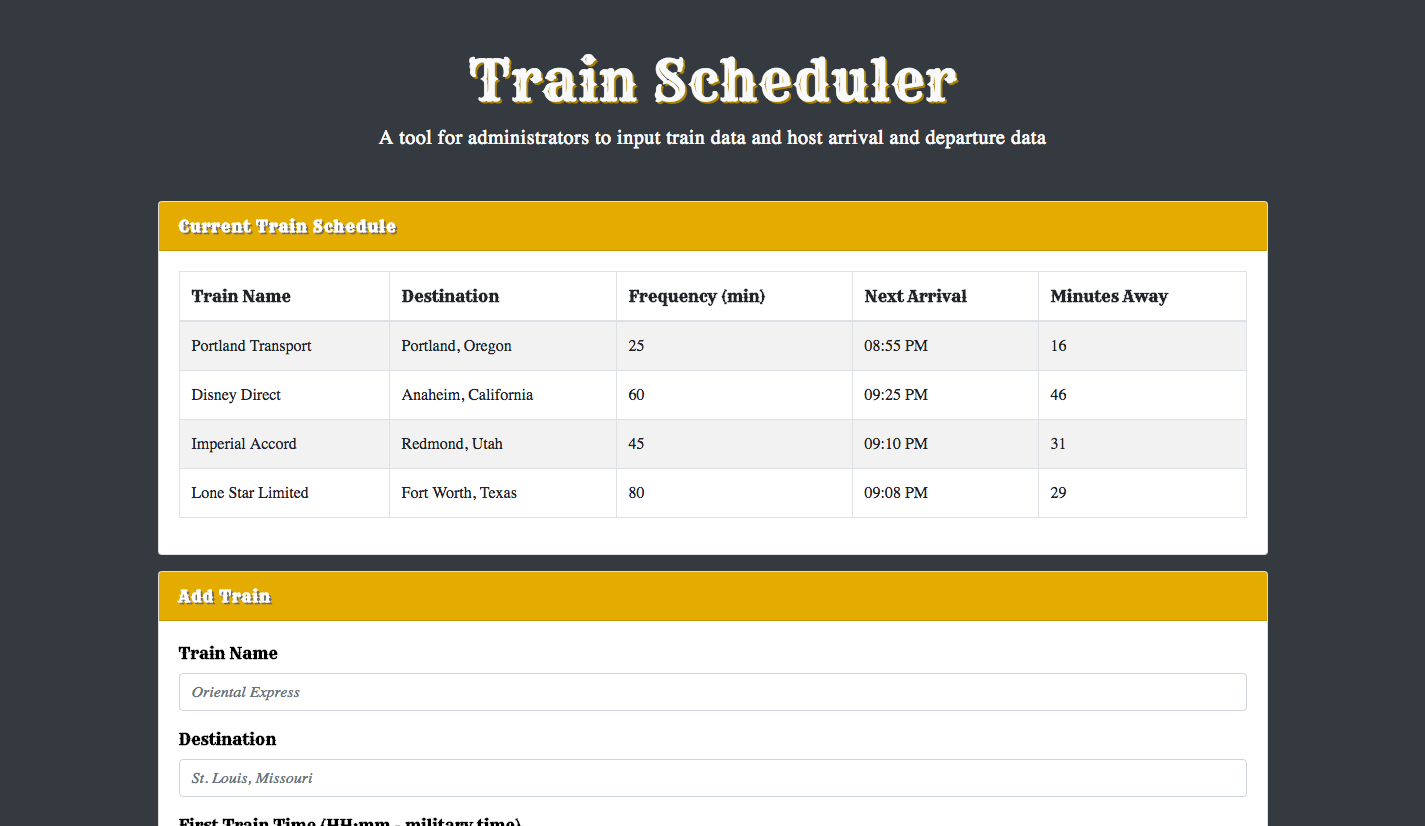 Train Scheduler
A tool for administrators to input train data and host arrival and departure data
Current Train Schedule
Train Name Destination Frequency (min) Next Arrival Minutes Away
Portland Transport Portland, Oregon 25 08:55 PM 16
Disney Direct Anaheim, California 60 09:25 PM 46
Imperial Accord Redmond, Utah 45 09:10 PM 31
Lone Star Limited Fort Worth, Texas 80 09:08 PM 29
Add Train
Train Name
Oriental Express
Destination
St. Louis, Missouri
First Train Time (HH:mm - military time)